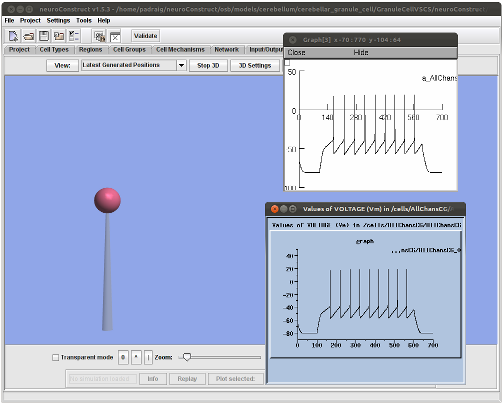 neuroConstruct v1.5.3 - /home/padraig/neuroConstruct/osb/models/cerebellum/cerebellar_granule_cell/GranuleCellVSCS/neuroConstruct/
File Project Settings Tools Help
Validate
Project Cell Types Regions Cell Groups Cell Mechanisms Network Input/Outpu
View: Latest Generated Positions Stop 3D 3D Settings
Graph[3] x-70:770 y-104:64
Close Hide
50
a_AllChans
0 140 280 420 560 700
50
100
Values of VOLTAGE (Vm) in /cells/AllChansCG/
Values of VOLTAGE (Vm) in /cells/AllChansCG/AllChansCG
graph
...nsCG/AllChansCG_0
40
20
0
-20
-40
-60
-80
0 100 200 300 400 500 600 700
Transparent mode 0 * | Zoom:
No simulation loaded Info Replay Plot selected: